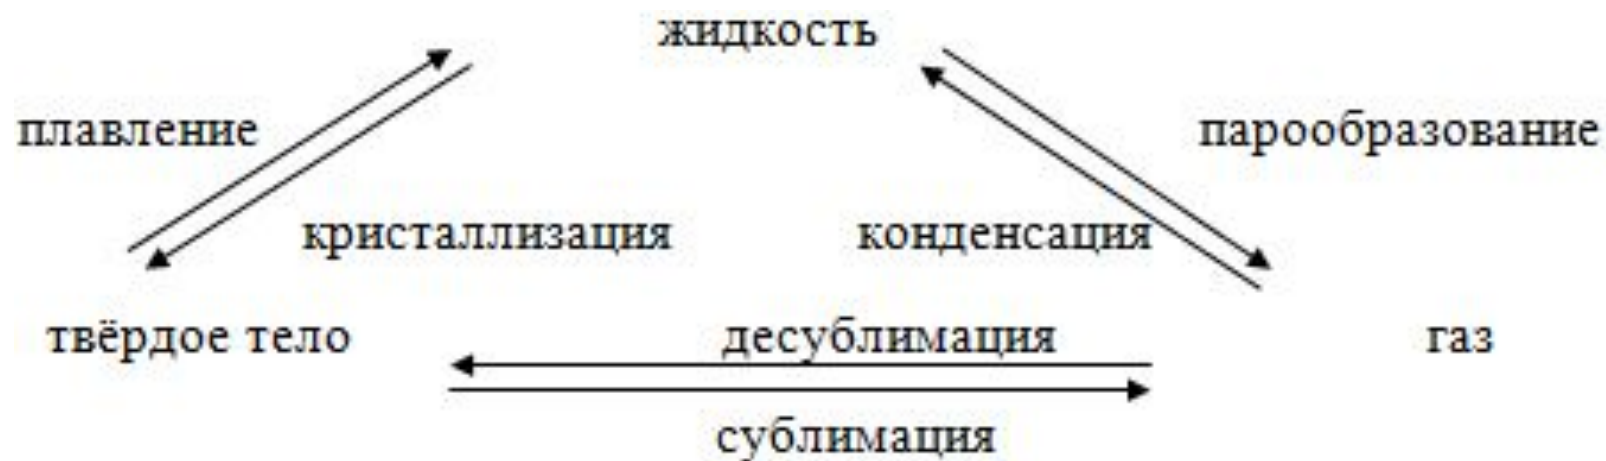 жидкость
плавление
парообразование
кристаллизация
конденсация
твёрдое тело
десублимация
газ
сублимация